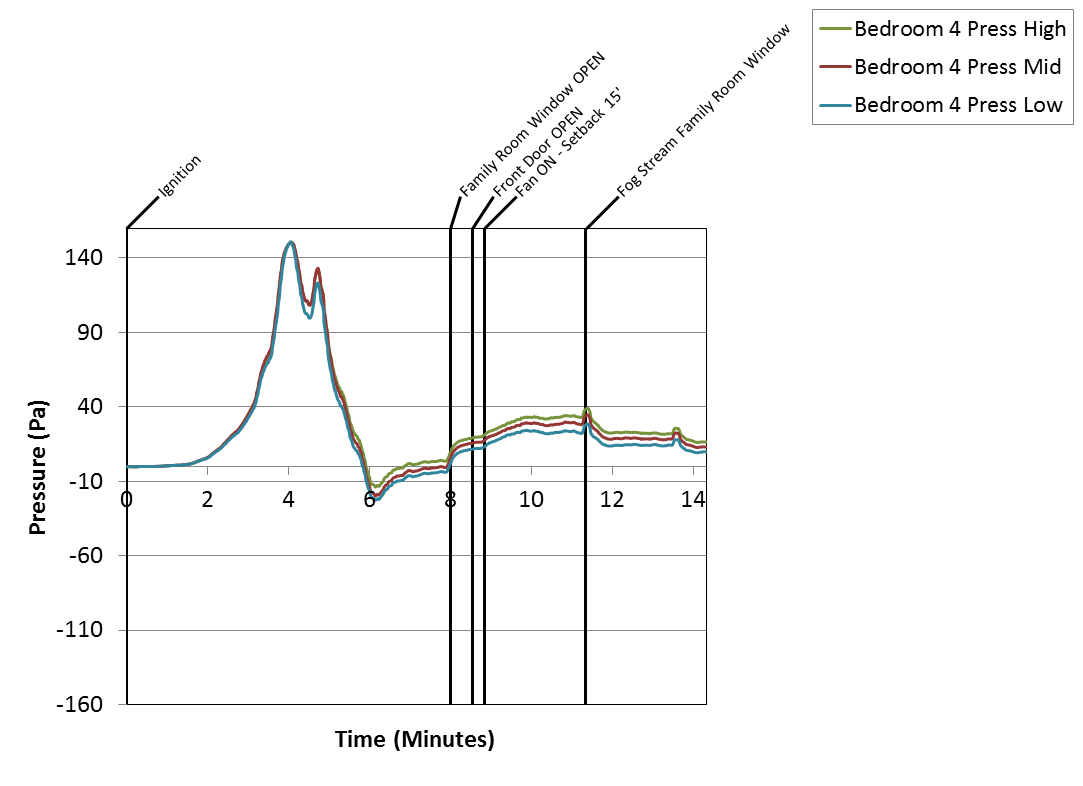 Bedroom 4 Press High
Bedroom 4 Press Mid
Bedroom 4 Press Low
Ignition
Family Room Window OPEN
Front Door OPEN
Fan ON - Setback 15'
Fog Stream Family Room Window
140
90
40
-10
-60
-110
-160
0 2 4 6 8 10 12 14
Pressure (Pa)
Time (Minutes)